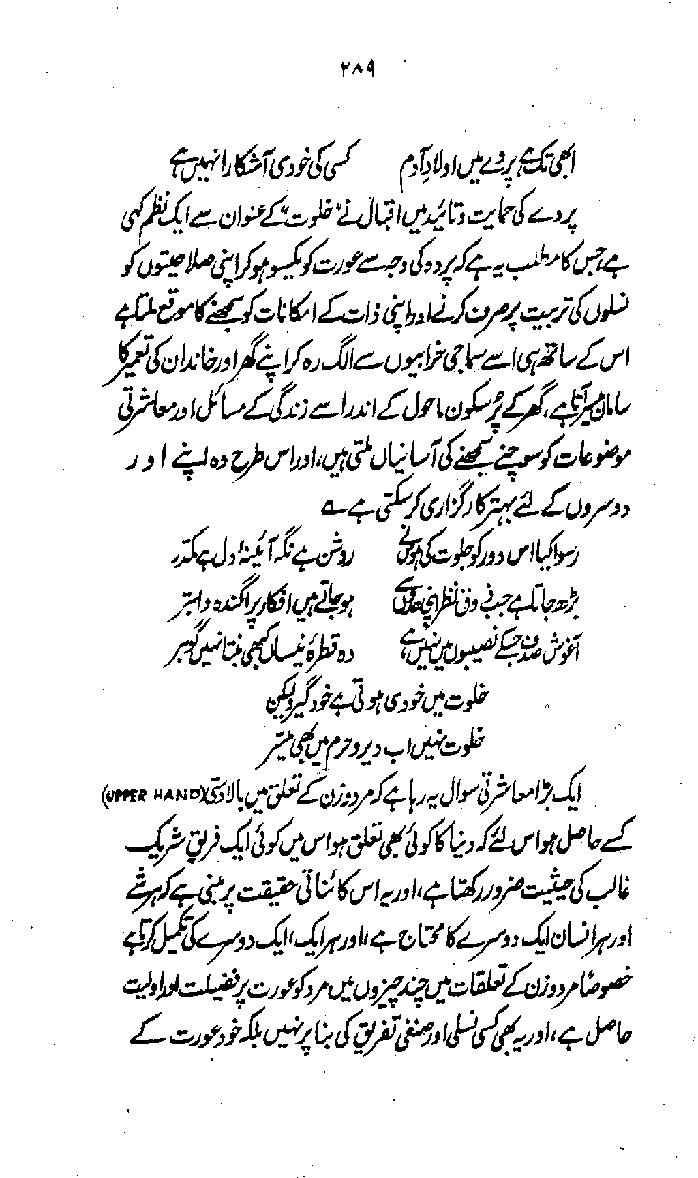 ۲۸۹
ابھی تک ہے پردے میں اولادِ آدم کسی کی خودی آشکارا نہیں ہے
پردے کی حمایت و تائید میں اقبال نے "خلوت" کے عنوان سے ایک نظم کہی
ہے، جس کا مطلب یہ ہے کہ پردہ کی وجہ سے عورت کو یکسو ہو کر اپنی صلاحیتوں کو
نسلوں کی تربیت پر صرف کرنے اور اپنی ذات کے امکانات کو سمجھنے کا موقع ملتا ہے
اس کے ساتھ ہی اسے سماجی خرابیوں سے الگ رہ کر اپنے گھر اور خاندان کی تعمیر کا
سامان میسر آتا ہے، گھر کے پُرسکون ماحول کے اندر اسے زندگی کے مسائل اور معاشرتی
موضوعات کو سوچنے سمجھنے کی آسانیاں ملتی ہیں، اور اس طرح وہ اپنے اور
دوسروں کے لئے بہتر کارگزاری کر سکتی ہے ؎
رسوا کیا اس دور کو جلوت کی ہوس نے روشن ہے نگہ آئینۂ دل ہے مکدر
بڑھ جاتا ہے جب ذوقِ نظر اپنی حدوں سے ہو جاتے ہیں افکار پراگندہ و ابتر
آغوشِ صدف جس کے نصیبوں میں نہیں ہے وہ قطرۂ نیساں کبھی بنتا نہیں گوہر
خلوت میں خودی ہوتی ہے خودگیر ولیکن
خلوت نہیں اب دیر و حرم میں بھی میسّر
ایک بڑا معاشرتی سوال یہ رہا ہے کہ مرد و زن کے تعلق میں بالادستی (UPPER HAND)
کسے حاصل ہو اس لئے کہ دنیا کا کوئی بھی تعلق ہو اس میں کوئی ایک فریق شریک
غالب کی حیثیت ضرور رکھتا ہے، اور یہ اس کائناتی حقیقت پر مبنی ہے کہ ہر شے
اور ہر انسان ایک دوسرے کا محتاج ہے، اور ہر ایک، ایک دوسرے کی تکمیل کرتا ہے
خصوصًا مرد و زن کے تعلقات میں چند چیزوں میں مرد کو عورت پر فضیلت اور اولیت
حاصل ہے، اور یہ بھی کسی نسلی اور صنفی تفریق کی بنا پر نہیں بلکہ خود عورت کے